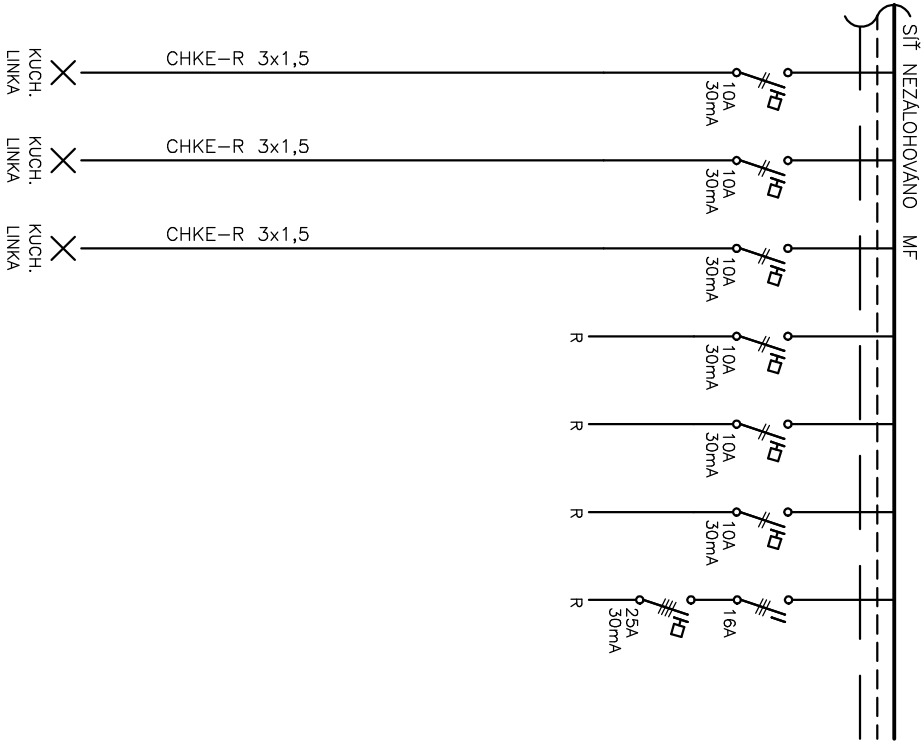 SÍŤ NEZÁLOHOVÁNO MF
KUCH.
LINKA
CHKE-R 3x1,5
10A
30mA
KUCH.
LINKA
CHKE-R 3x1,5
10A
30mA
KUCH.
LINKA
CHKE-R 3x1,5
10A
30mA
R
10A
30mA
R
10A
30mA
R
10A
30mA
R
25A
30mA
16A